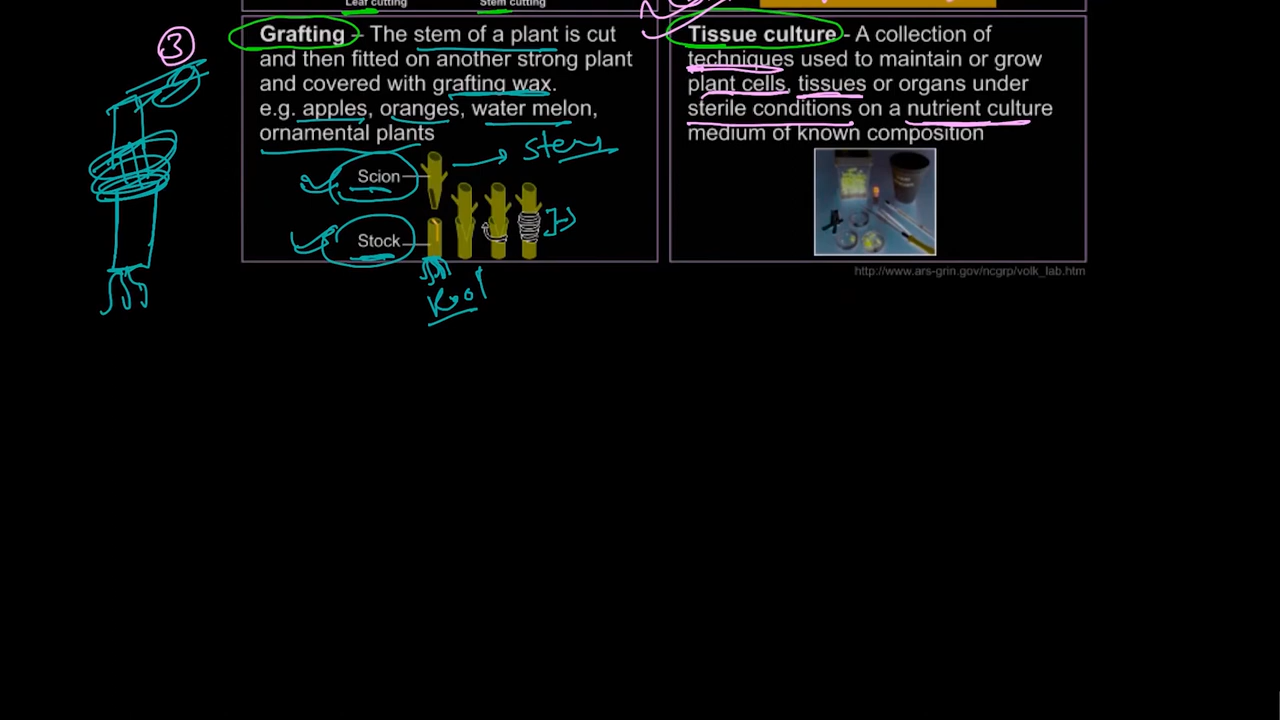 Leaf cutting
Stem cutting
3
Grafting - The stem of a plant is cut
and then fitted on another strong plant
and covered with grafting wax.
e.g. apples, oranges, water melon,
ornamental plants
Scion
stem
Stock
Root
Tissue culture - A collection of
techniques used to maintain or grow
plant cells, tissues or organs under
sterile conditions on a nutrient culture
medium of known composition
http://www.ars-grin.gov/ncgrp/volk_lab.htm